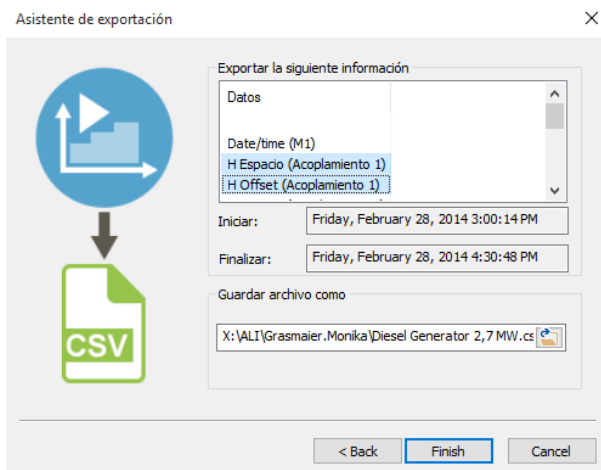 Asistente de exportación
Exportar la siguiente información
Datos
Date/time (M1)
H Espacio (Acoplamiento 1)
H Offset (Acoplamiento 1)
Iniciar: Friday, February 28, 2014 3:00:14 PM
Finalizar: Friday, February 28, 2014 4:30:48 PM
Guardar archivo como
X:\ALI\Grasmaier.Monika\Diesel Generator 2,7 MW.cs
CSV
< Back Finish Cancel